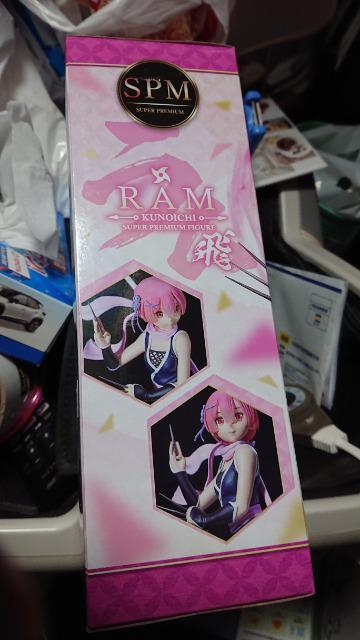 SPM
SUPER PREMIUM
RAM
KUNOICHI
SUPER PREMIUM FIGURE
飛